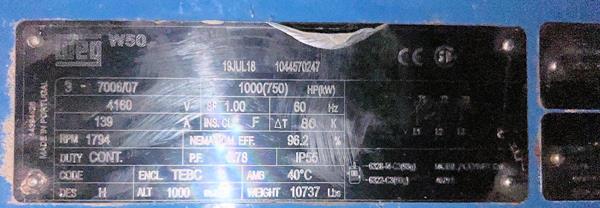 weg W50
19JUL16 1044570247
3 ~ 7006/07 1000(750) HP(kW)
4160 V SF 1.00 60 Hz
139 A INS. CL. F ΔT 80 K
RPM 1794 NEMA NOM. EFF. 96.2 %
DUTY CONT. P.F. 0.78 IP55
CODE ENCL. TEBC AMB 40°C
DES H ALT 1000 WEIGHT 10737 Lbs
MADE IN PORTUGAL